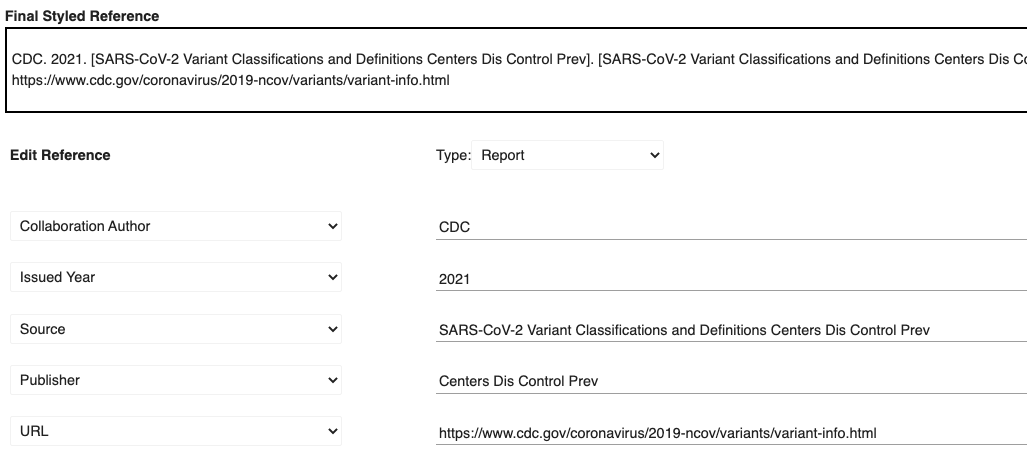 Final Styled Reference
CDC. 2021. [SARS-CoV-2 Variant Classifications and Definitions Centers Dis Control Prev]. [SARS-CoV-2 Variant Classifications and Definitions Centers Dis
https://www.cdc.gov/coronavirus/2019-ncov/variants/variant-info.html
Edit Reference Type: Report
Collaboration Author CDC
Issued Year 2021
Source SARS-CoV-2 Variant Classifications and Definitions Centers Dis Control Prev
Publisher Centers Dis Control Prev
URL https://www.cdc.gov/coronavirus/2019-ncov/variants/variant-info.html